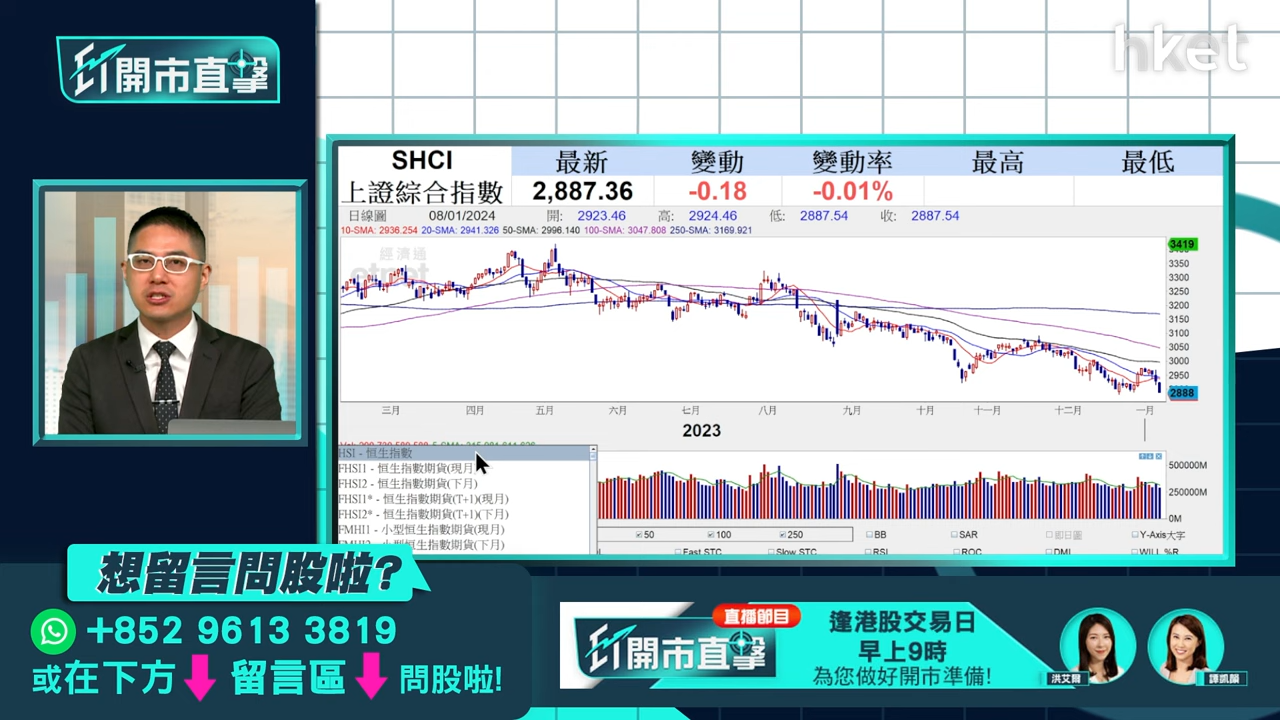 hket
開市直擊
SHCI 最新 變動 變動率 最高 最低
上證綜合指數 2,887.36 -0.18 -0.01%
日線圖 08/01/2024 開: 2923.46 高: 2924.46 低: 2887.54 收: 2887.54
10-SMA: 2936.254 20-SMA: 2941.326 50-SMA: 2996.140 100-SMA: 3047.808 250-SMA: 3169.921
經濟通
etnet
3419
3350
3300
3250
3200
3150
3100
3050
3000
2950
2888
三月 四月 五月 六月 七月 八月 九月 十月 十一月 十二月 一月
2023
HSI - 恒生指數
FHSI1 - 恒生指數期貨(現月)
FHSI2 - 恒生指數期貨(下月)
FHSI1* - 恒生指數期貨(T+1)(現月)
FHSI2* - 恒生指數期貨(T+1)(下月)
FMHI1 - 小型恒生指數期貨(現月)
FMHI2 - 小型恒生指數期貨(下月)
500000M
250000M
0M
50 100 250 BB SAR 即日區 Y-Axis大字
Fast STC Slow STC RSI ROC DMI WILL %R
想留言問股啦?
+852 9613 3819
或在下方 留言區 問股啦!
直播節目
開市直擊
逢港股交易日
早上9時
為您做好開市準備!
洪艾爾
譚凱韻